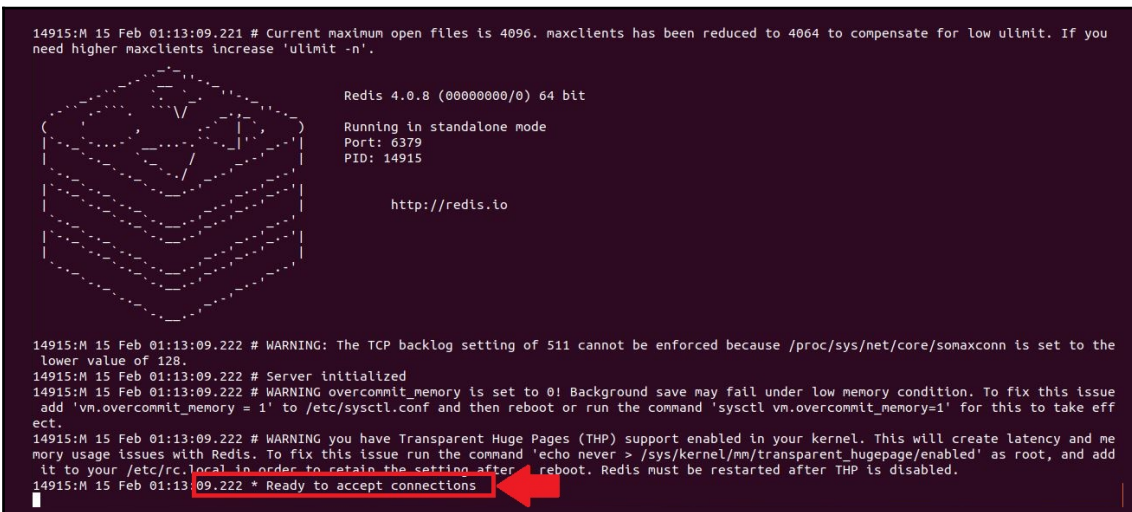 14915:M 15 Feb 01:13:09.221 # Current maximum open files is 4096. maxclients has been reduced to 4064 to compensate for low ulimit. If you
need higher maxclients increase 'ulimit -n'.
Redis 4.0.8 (00000000/0) 64 bit
Running in standalone mode
Port: 6379
PID: 14915
http://redis.io
14915:M 15 Feb 01:13:09.222 # WARNING: The TCP backlog setting of 511 cannot be enforced because /proc/sys/net/core/somaxconn is set to the
lower value of 128.
14915:M 15 Feb 01:13:09.222 # Server initialized
14915:M 15 Feb 01:13:09.222 # WARNING overcommit_memory is set to 0! Background save may fail under low memory condition. To fix this issue
add 'vm.overcommit_memory = 1' to /etc/sysctl.conf and then reboot or run the command 'sysctl vm.overcommit_memory=1' for this to take eff
ect.
14915:M 15 Feb 01:13:09.222 # WARNING you have Transparent Huge Pages (THP) support enabled in your kernel. This will create latency and me
mory usage issues with Redis. To fix this issue run the command 'echo never > /sys/kernel/mm/transparent_hugepage/enabled' as root, and add
it to your /etc/rc.local in order to retain the setting after a reboot. Redis must be restarted after THP is disabled.
14915:M 15 Feb 01:13:09.222 * Ready to accept connections